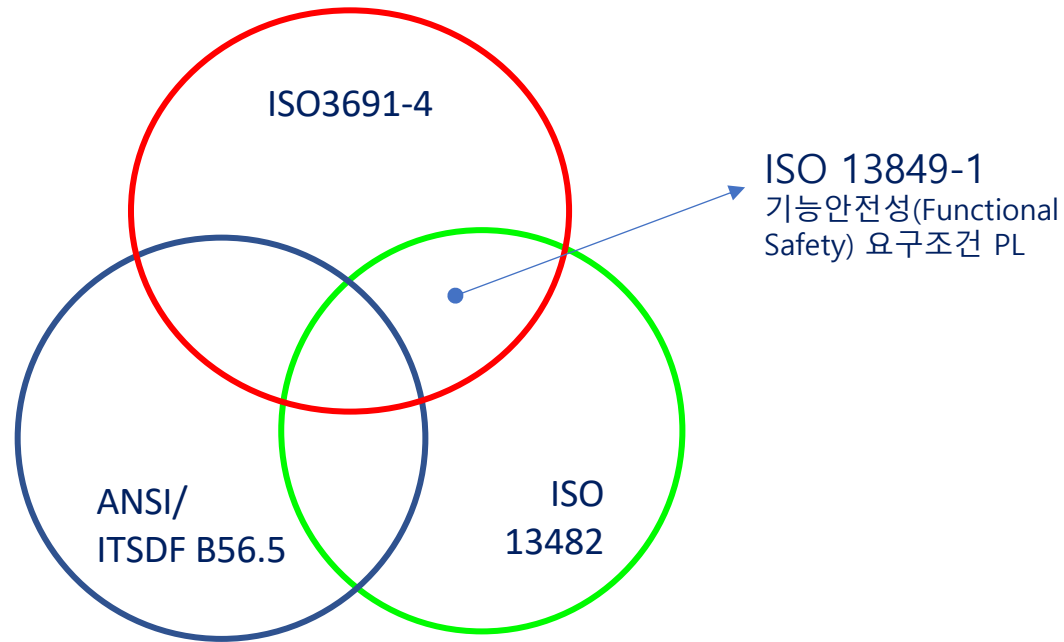 ISO3691-4
ISO 13849-1
기능안전성(Functional
Safety) 요구조건 PL
ANSI/
ITSDF B56.5
ISO
13482